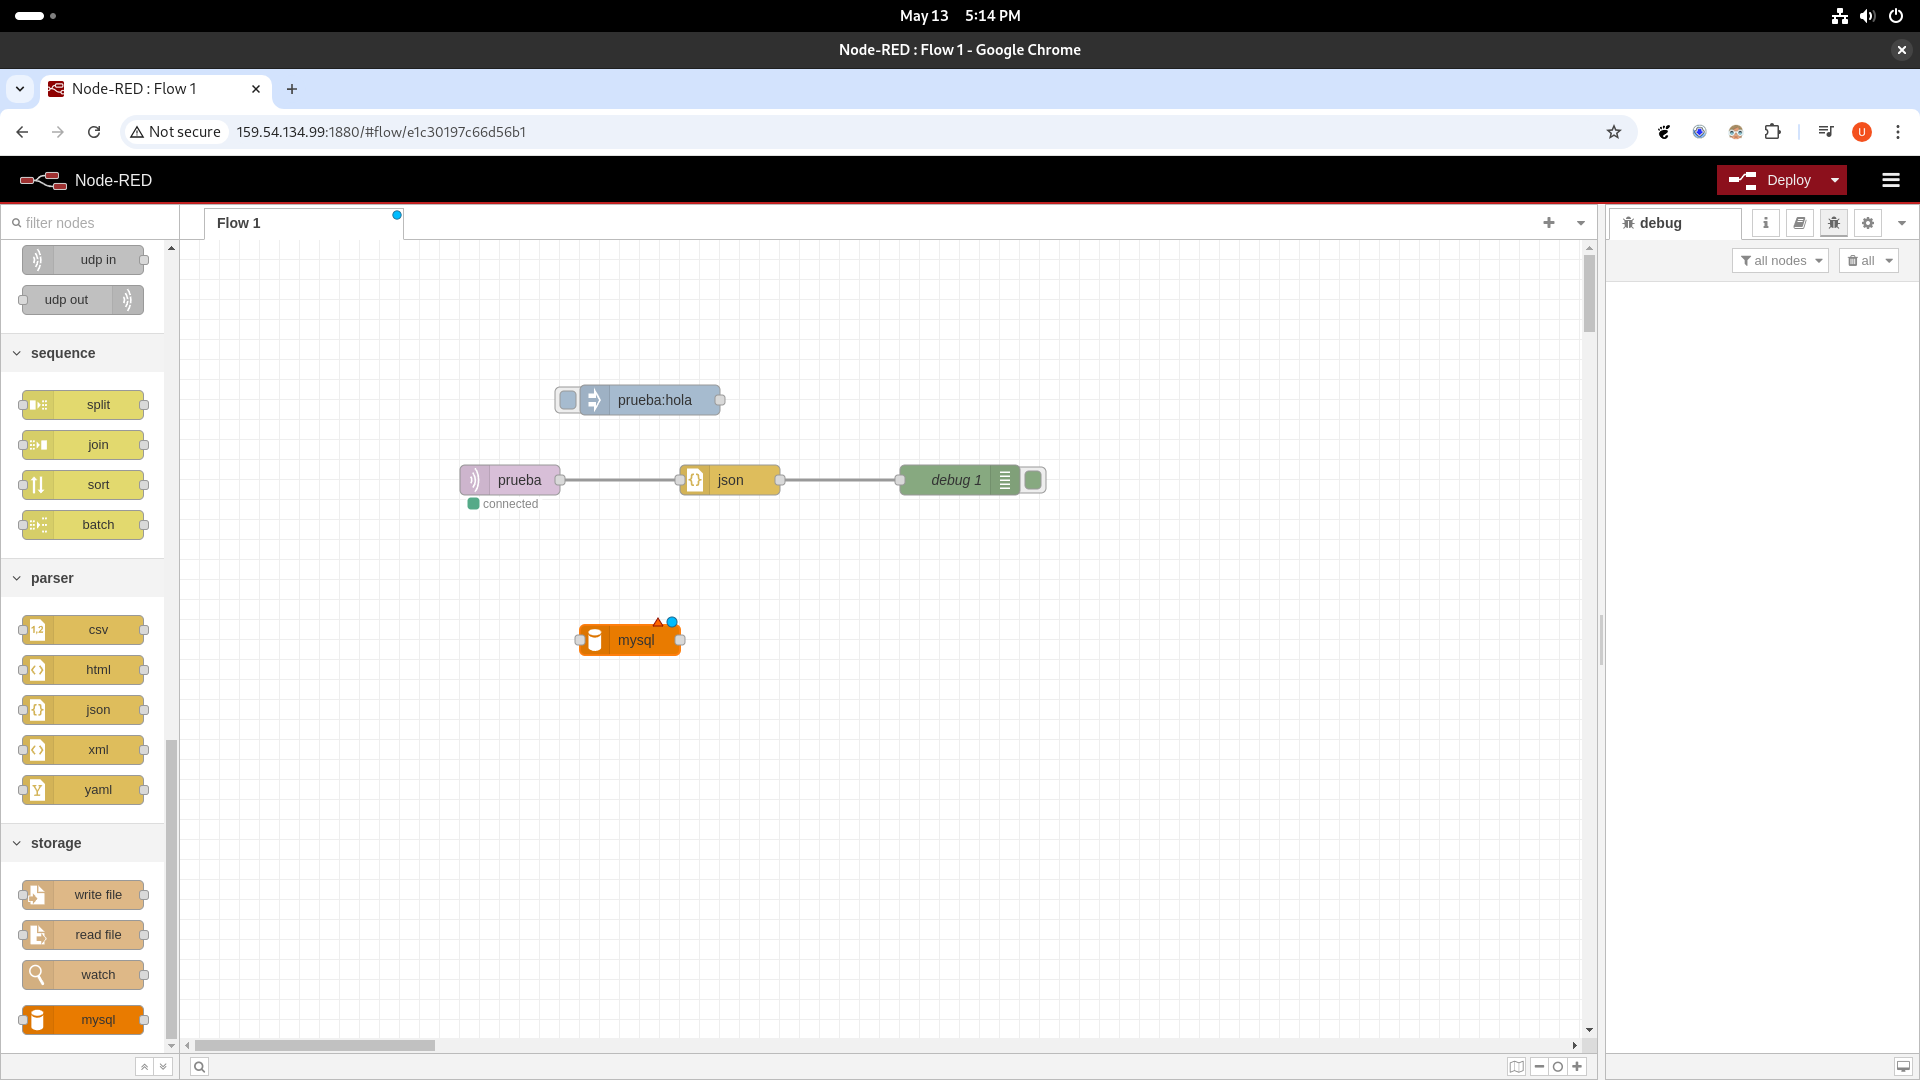 May 13 5:14 PM
Node-RED : Flow 1 - Google Chrome
Node-RED : Flow 1
Not secure 159.54.134.99:1880/#flow/e1c30197c66d56b1
U
Node-RED
Deploy
filter nodes
Flow 1
debug
i
udp in
all nodes
all
udp out
sequence
split
prueba:hola
join
sort
prueba
json
debug 1
connected
batch
parser
csv
mysql
html
json
xml
yaml
storage
write file
read file
watch
mysql